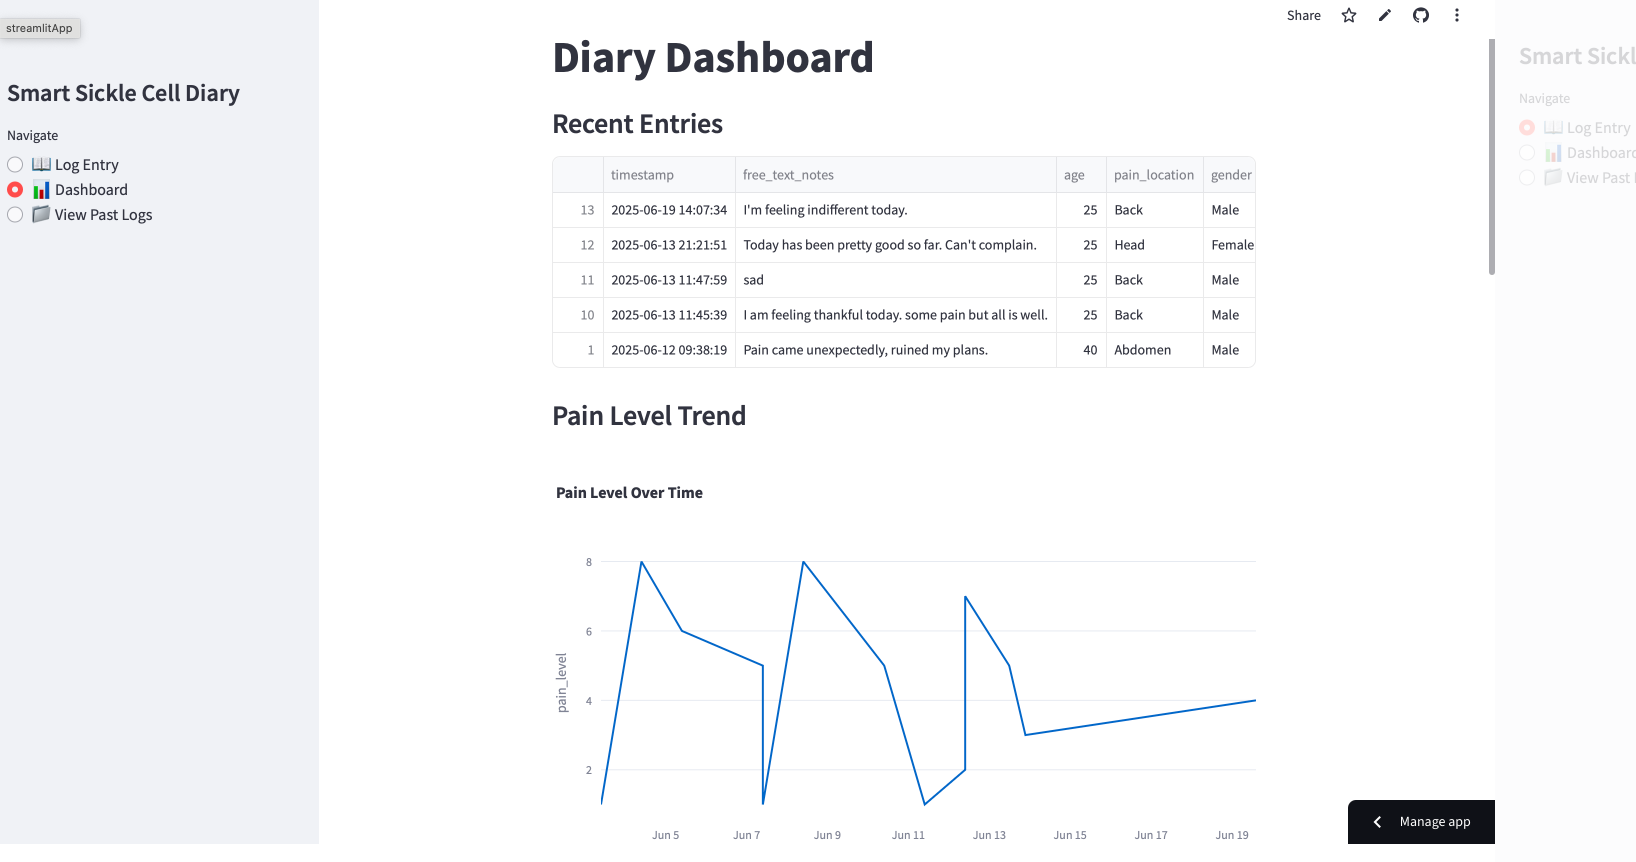 streamlitApp
Smart Sickle Cell Diary
Navigate
Log Entry
Dashboard
View Past Logs
Share
Diary Dashboard
Recent Entries
timestamp free_text_notes age pain_location gender
13 2025-06-19 14:07:34 I'm feeling indifferent today. 25 Back Male
12 2025-06-13 21:21:51 Today has been pretty good so far. Can't complain. 25 Head Female
11 2025-06-13 11:47:59 sad 25 Back Male
10 2025-06-13 11:45:39 I am feeling thankful today. some pain but all is well. 25 Back Male
1 2025-06-12 09:38:19 Pain came unexpectedly, ruined my plans. 40 Abdomen Male
Pain Level Trend
Pain Level Over Time
8
6
4
2
pain_level
Jun 5 Jun 7 Jun 9 Jun 11 Jun 13 Jun 15 Jun 17 Jun 19
Manage app
Smart Sickl
Navigate
Log Entry
Dashboard
View Past